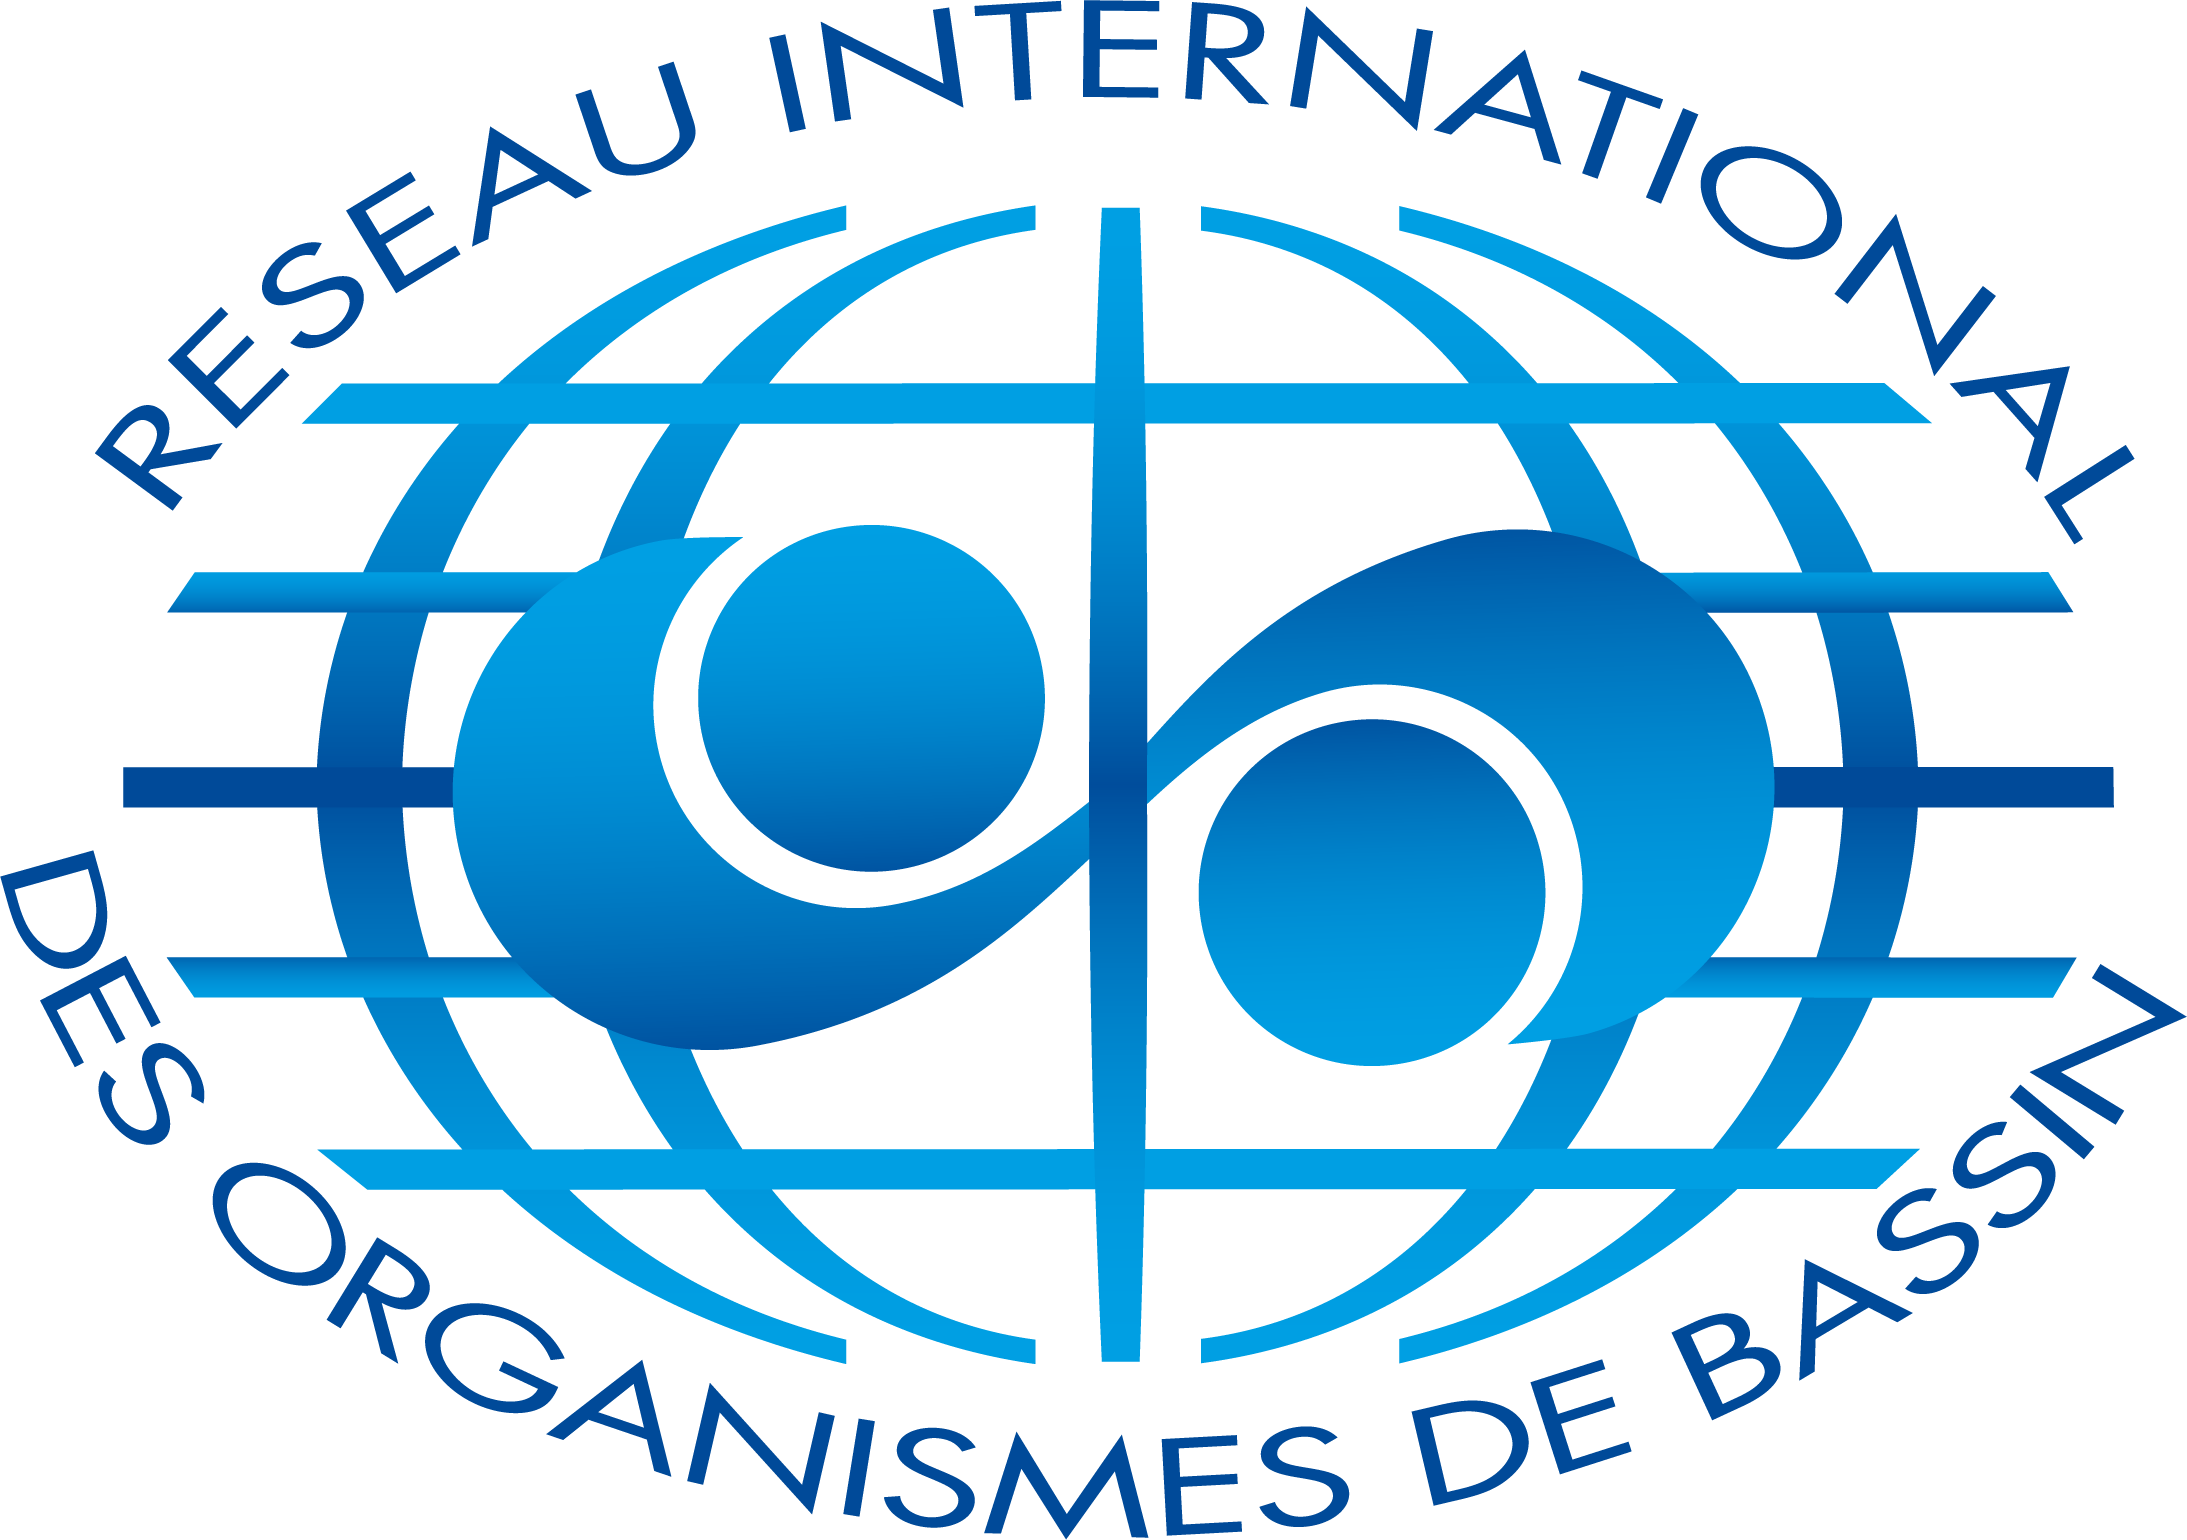 RESEAU INTERNATIONAL
DES ORGANISMES DE BASSIN